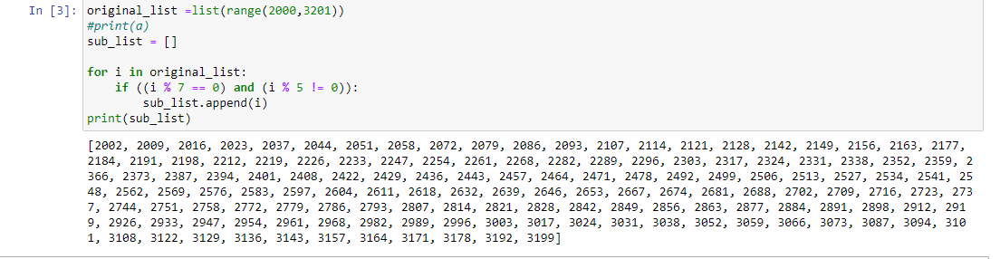 In [3]: original_list =list(range(2000,3201))
#print(a)
sub_list = []
for i in original_list:
if ((i % 7 == 0) and (i % 5 != 0)):
sub_list.append(i)
print(sub_list)
[2002, 2009, 2016, 2023, 2037, 2044, 2051, 2058, 2072, 2079, 2086, 2093, 2107, 2114, 2121, 2128, 2142, 2149, 2156, 2163, 2177,
2184, 2191, 2198, 2212, 2219, 2226, 2233, 2247, 2254, 2261, 2268, 2282, 2289, 2296, 2303, 2317, 2324, 2331, 2338, 2352, 2359, 2
366, 2373, 2387, 2394, 2401, 2408, 2422, 2429, 2436, 2443, 2457, 2464, 2471, 2478, 2492, 2499, 2506, 2513, 2527, 2534, 2541, 25
48, 2562, 2569, 2576, 2583, 2597, 2604, 2611, 2618, 2632, 2639, 2646, 2653, 2667, 2674, 2681, 2688, 2702, 2709, 2716, 2723, 273
7, 2744, 2751, 2758, 2772, 2779, 2786, 2793, 2807, 2814, 2821, 2828, 2842, 2849, 2856, 2863, 2877, 2884, 2891, 2898, 2912, 291
9, 2926, 2933, 2947, 2954, 2961, 2968, 2982, 2989, 2996, 3003, 3017, 3024, 3031, 3038, 3052, 3059, 3066, 3073, 3087, 3094, 310
1, 3108, 3122, 3129, 3136, 3143, 3157, 3164, 3171, 3178, 3192, 3199]